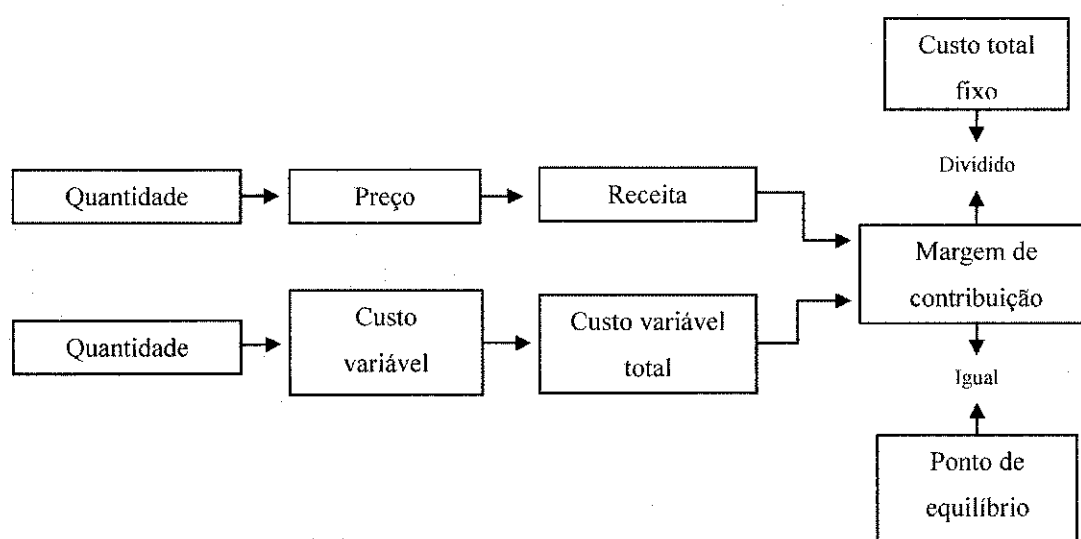 Custo total
fixo
Dividido
Quantidade
Preço
Receita
Margem de
contribuição
Quantidade
Custo
variável
Custo variável
total
Igual
Ponto de
equilíbrio